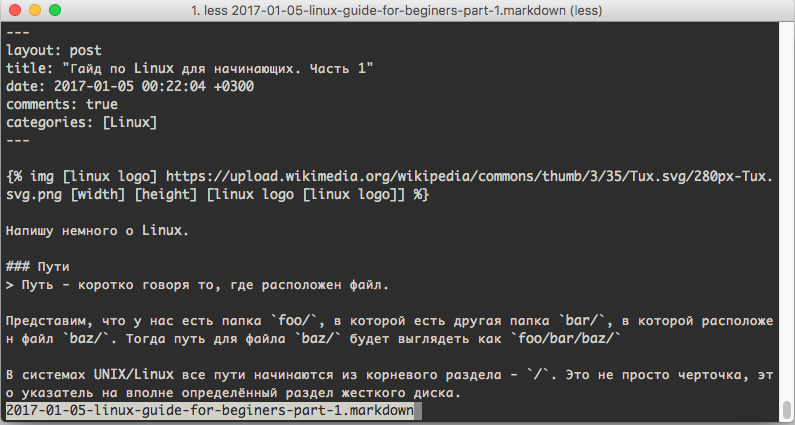 1. less 2017-01-05-linux-guide-for-beginers-part-1.markdown (less)
---
layout: post
title: "Гайд по Linux для начинающих. Часть 1"
date: 2017-01-05 00:22:04 +0300
comments: true
categories: [Linux]
---
{% img [linux logo] https://upload.wikimedia.org/wikipedia/commons/thumb/3/35/Tux.svg/280px-Tux.
svg.png [width] [height] [linux logo [linux logo]] %}
Напишу немного о Linux.
### Пути
> Путь - коротко говоря то, где расположен файл.
Представим, что у нас есть папка `foo/`, в которой есть другая папка `bar/`, в которой расположе
н файл `baz/`. Тогда путь для файла `baz/` будет выглядеть как `foo/bar/baz/`
В системах UNIX/Linux все пути начинаются из корневого раздела - `/`. Это не просто черточка, эт
о указатель на вполне определённый раздел жесткого диска.
2017-01-05-linux-guide-for-beginers-part-1.markdown